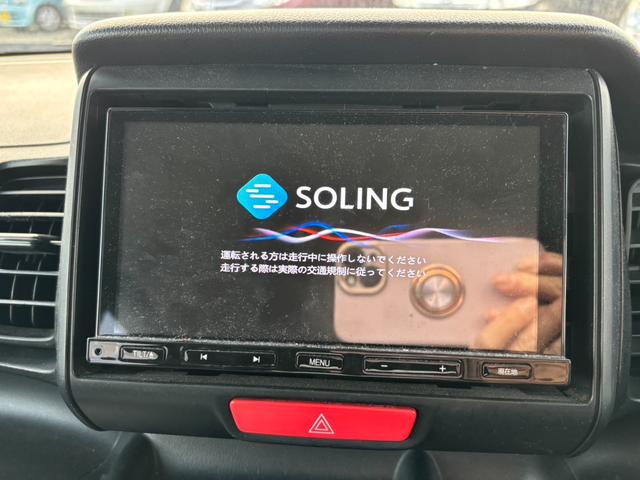 SOLING
運転される方は走行中に操作しないでください
走行する際は実際の交通規制に従ってください
TILT/⏏ MENU − + 現在地